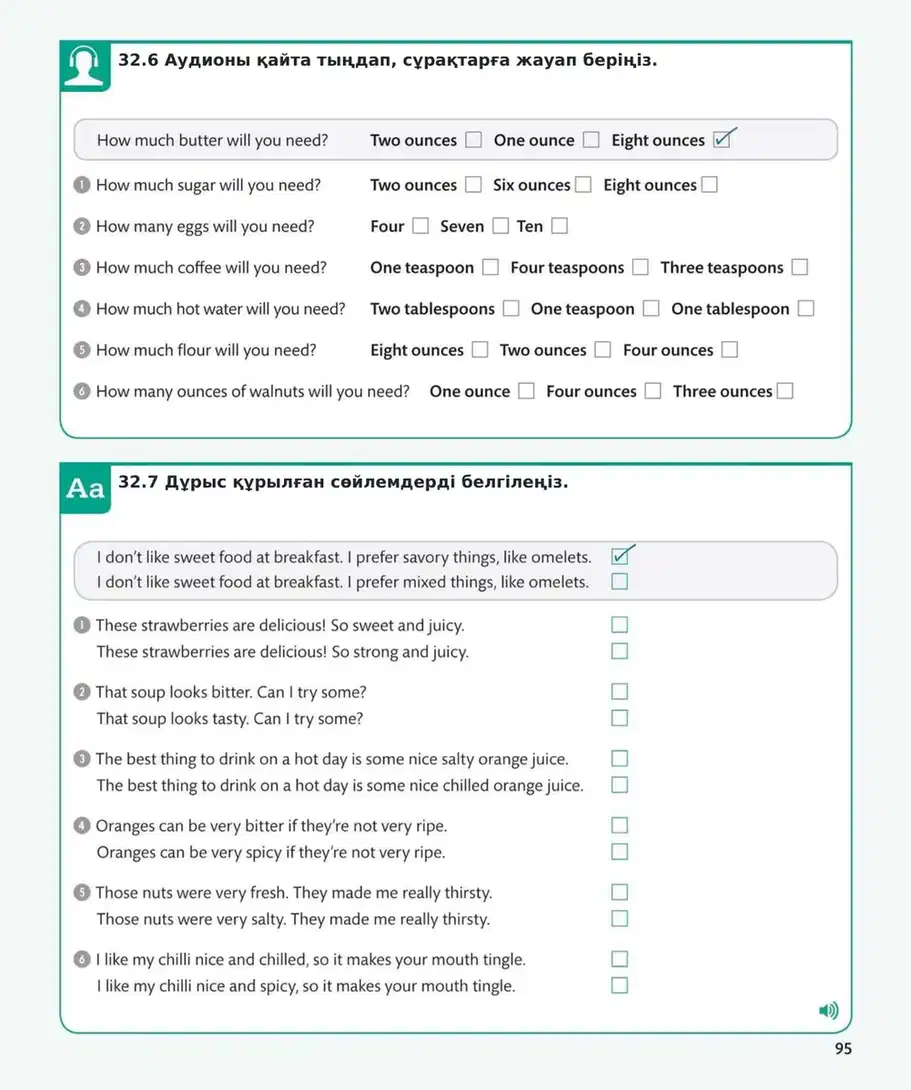 32.6 Аудионы қайта тыңдап, сұрақтарға жауап беріңіз.
How much butter will you need? Two ounces One ounce Eight ounces
1 How much sugar will you need? Two ounces Six ounces Eight ounces
2 How many eggs will you need? Four Seven Ten
3 How much coffee will you need? One teaspoon Four teaspoons Three teaspoons
4 How much hot water will you need? Two tablespoons One teaspoon One tablespoon
5 How much flour will you need? Eight ounces Two ounces Four ounces
6 How many ounces of walnuts will you need? One ounce Four ounces Three ounces
Aa 32.7 Дұрыс құрылған сөйлемдерді белгілеңіз.
I don't like sweet food at breakfast. I prefer savory things, like omelets.
I don't like sweet food at breakfast. I prefer mixed things, like omelets.
1 These strawberries are delicious! So sweet and juicy.
These strawberries are delicious! So strong and juicy.
2 That soup looks bitter. Can I try some?
That soup looks tasty. Can I try some?
3 The best thing to drink on a hot day is some nice salty orange juice.
The best thing to drink on a hot day is some nice chilled orange juice.
4 Oranges can be very bitter if they're not very ripe.
Oranges can be very spicy if they're not very ripe.
5 Those nuts were very fresh. They made me really thirsty.
Those nuts were very salty. They made me really thirsty.
6 I like my chilli nice and chilled, so it makes your mouth tingle.
I like my chilli nice and spicy, so it makes your mouth tingle.
95